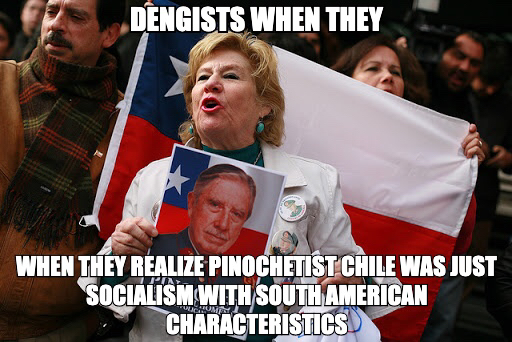 DENGISTS WHEN THEY
WHEN THEY REALIZE PINOCHETIST CHILE WAS JUST
SOCIALISM WITH SOUTH AMERICAN
CHARACTERISTICS